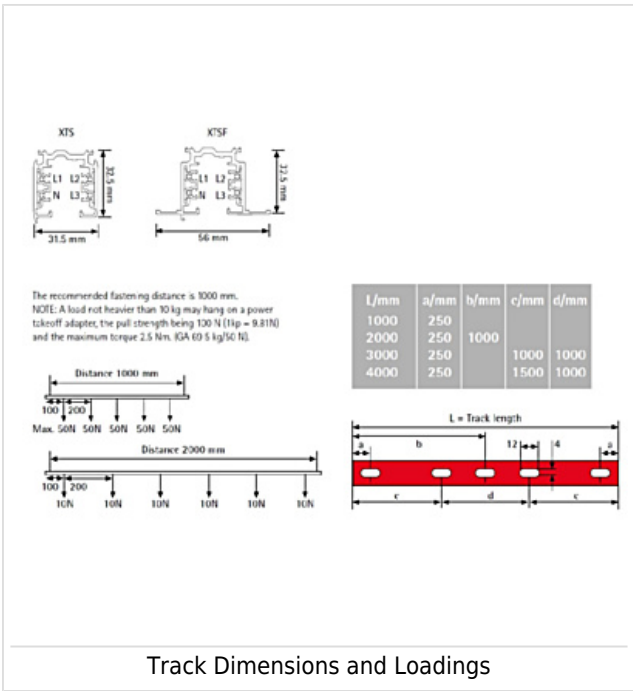 XTS
XTSF
L1 L2
N L3
32.5 mm
31.5 mm
L1 L2
N L3
32.5 mm
56 mm
The recommended fastening distance is 1000 mm.
NOTE: A load not heavier than 10 kg may hang on a power
takeoff adapter, the pull strength being 100 N (1kp = 9.81N)
and the maximum torque 2.5 Nm. (GA 69 5 kg/50 N).
Distance 1000 mm
100 200
Max. 50N 50N 50N 50N 50N
Distance 2000 mm
100 200
10N 10N 10N 10N 10N 10N
L/mm a/mm b/mm c/mm d/mm
1000 250
2000 250 1000
3000 250 1000 1000
4000 250 1500 1000
L = Track length
a b 12 4 a
c d c
Track Dimensions and Loadings